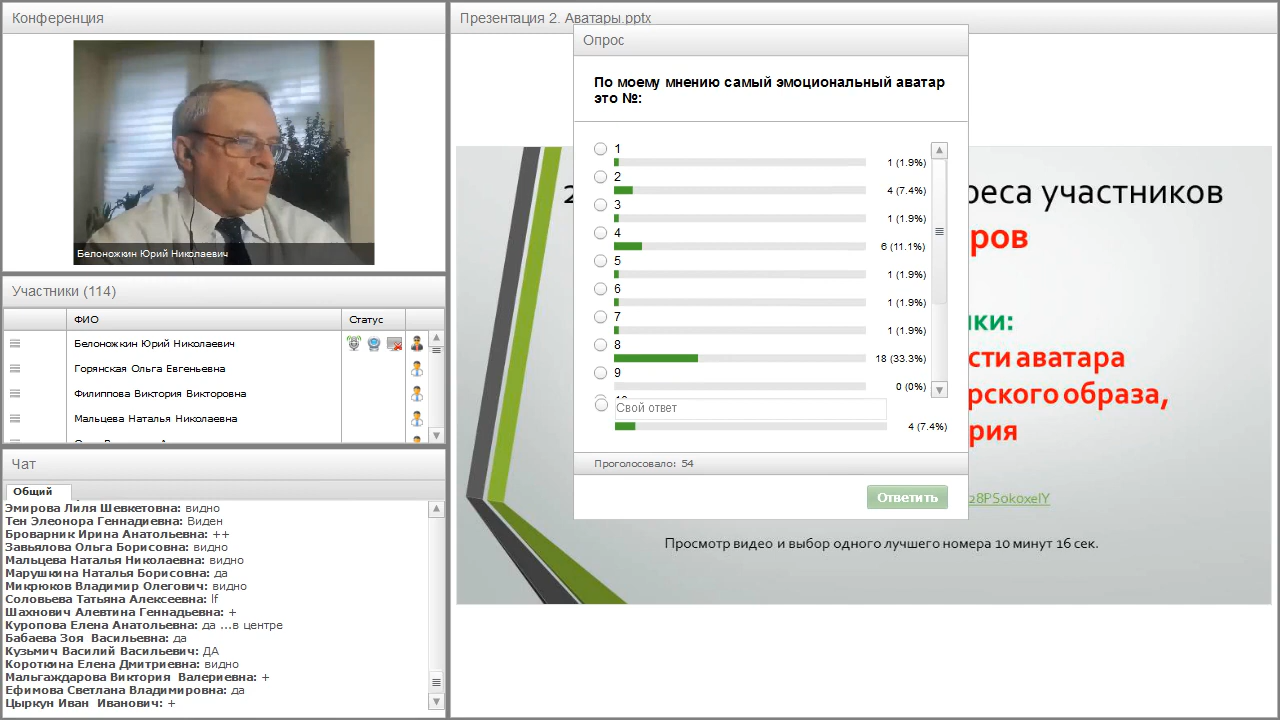 Конференция
Белоножкин Юрий Николаевич
Участники (114)
ФИО
Статус
Белоножкин Юрий Николаевич
Горянская Ольга Евгеньевна
Филиппова Виктория Викторовна
Мальцева Наталья Николаевна
Чат
Общий
Эмирова Лиля Шевкетовна: видно
Тен Элеонора Геннадиевна: Виден
Броварник Ирина Анатольевна: ++
Завьялова Ольга Борисовна: видно
Мальцева Наталья Николаевна: видно
Марушкина Наталья Борисовна: да
Микрюков Владимир Олегович: видно
Соловьева Татьяна Алексеевна: lf
Шахнович Алевтина Геннадьевна: +
Куропова Елена Анатольевна: да ...в центре
Бабаева Зоя Васильевна: да
Кузьмич Василий Васильевич: ДА
Короткина Елена Дмитриевна: видно
Мальгаждарова Виктория Валериевна: +
Ефимова Светлана Владимировна: да
Цыркун Иван Иванович: +
Презентация 2. Аватары.pptx
Опрос
По моему мнению самый эмоциональный аватар
это №:
1
1 (1.9%)
2
4 (7.4%)
3
1 (1.9%)
4
6 (11.1%)
5
1 (1.9%)
6
1 (1.9%)
7
1 (1.9%)
8
18 (33.3%)
9
0 (0%)
Свой ответ
4 (7.4%)
Проголосовало: 54
Ответить
реса участников
ров
ки:
сти аватара
рского образа,
рия
28PSokoxeIY
Просмотр видео и выбор одного лучшего номера 10 минут 16 сек.